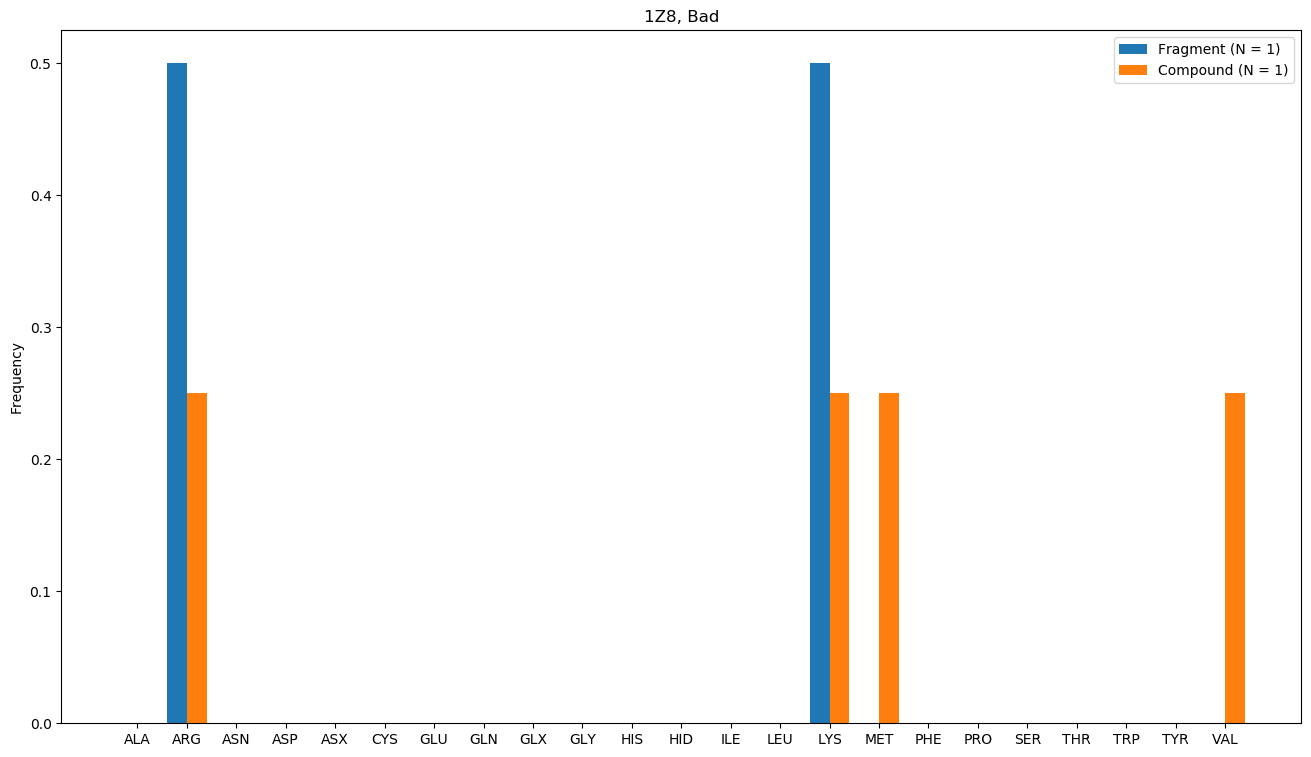 1Z8, Bad
Fragment (N = 1)
Compound (N = 1)
Frequency
0.5
0.4
0.3
0.2
0.1
0.0
ALA ARG ASN ASP ASX CYS GLU GLN GLX GLY HIS HID ILE LEU LYS MET PHE PRO SER THR TRP TYR VAL